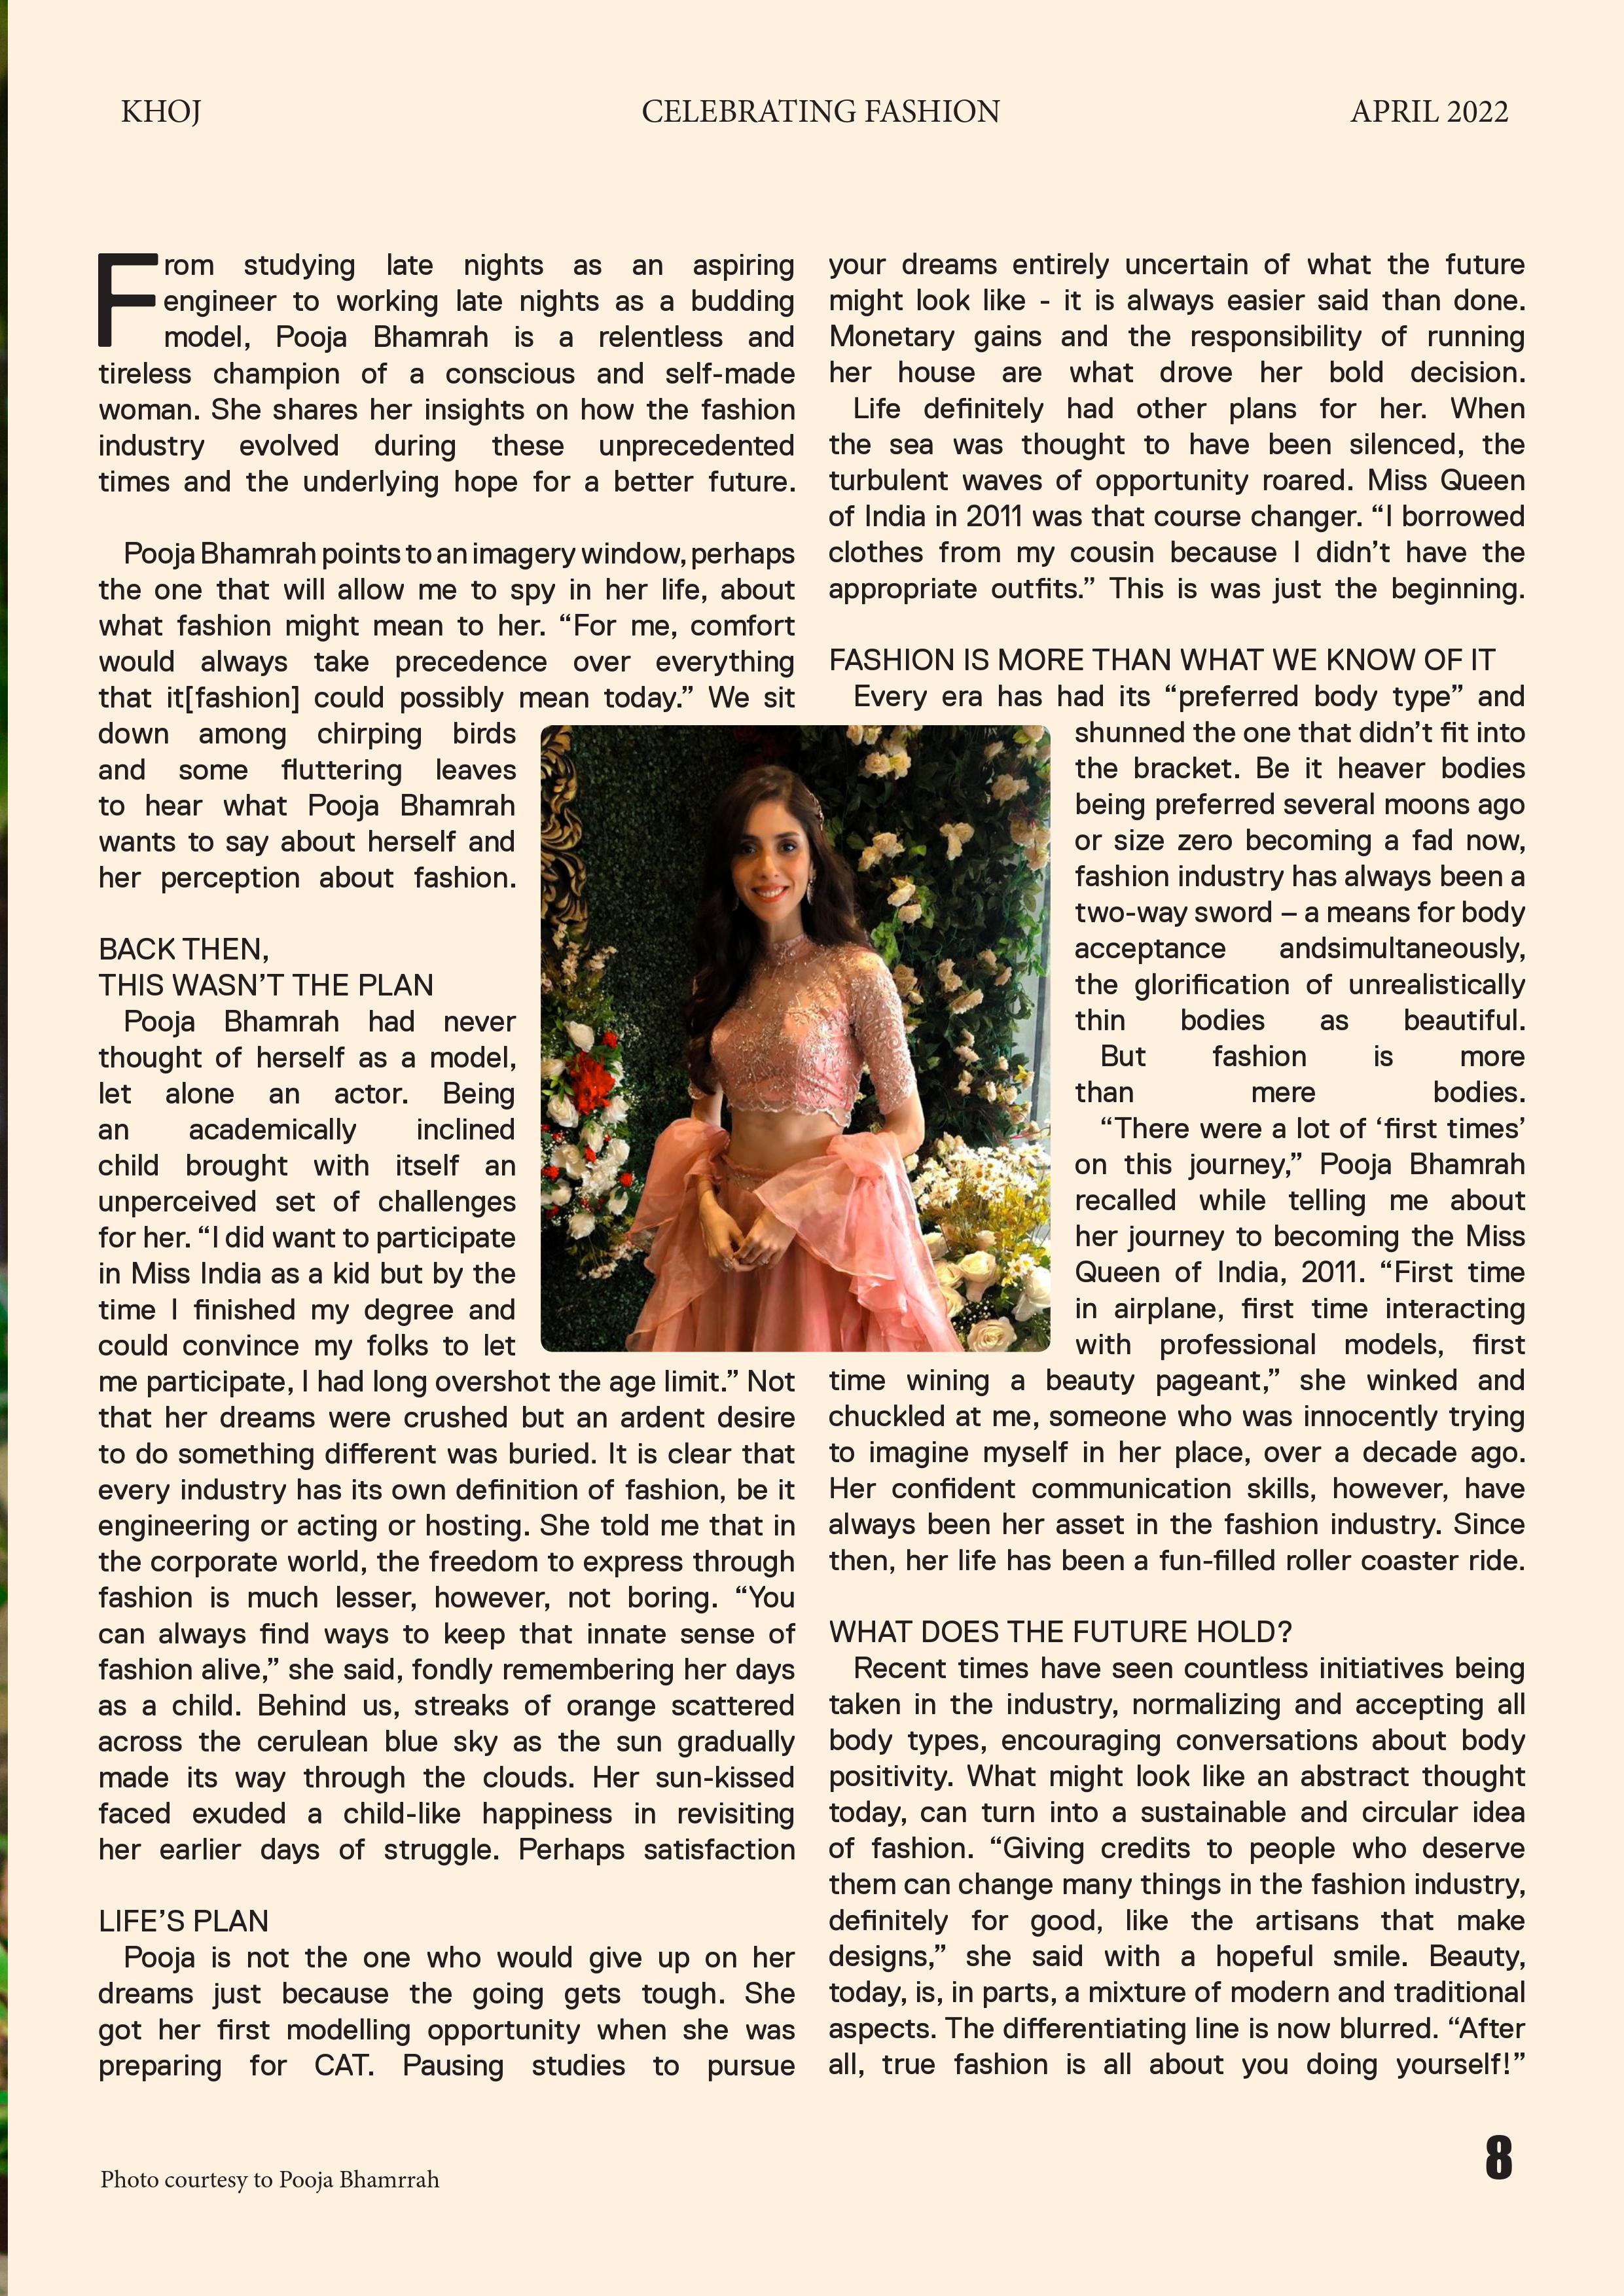 KHOJ
CELEBRATING FASHION
APRIL 2022
From studying late nights as an aspiring
engineer to working late nights as a budding
model, Pooja Bhamrah is a relentless and
tireless champion of a conscious and self-made
woman. She shares her insights on how the fashion
industry evolved during these unprecedented
times and the underlying hope for a better future.
Pooja Bhamrah points to an imagery window, perhaps
the one that will allow me to spy in her life, about
what fashion might mean to her. “For me, comfort
would always take precedence over everything
that it[fashion] could possibly mean today.” We sit
down among chirping birds
and some fluttering leaves
to hear what Pooja Bhamrah
wants to say about herself and
her perception about fashion.
BACK THEN,
THIS WASN’T THE PLAN
Pooja Bhamrah had never
thought of herself as a model,
let alone an actor. Being
an academically inclined
child brought with itself an
unperceived set of challenges
for her. “I did want to participate
in Miss India as a kid but by the
time I finished my degree and
could convince my folks to let
me participate, I had long overshot the age limit.” Not
that her dreams were crushed but an ardent desire
to do something different was buried. It is clear that
every industry has its own definition of fashion, be it
engineering or acting or hosting. She told me that in
the corporate world, the freedom to express through
fashion is much lesser, however, not boring. “You
can always find ways to keep that innate sense of
fashion alive,” she said, fondly remembering her days
as a child. Behind us, streaks of orange scattered
across the cerulean blue sky as the sun gradually
made its way through the clouds. Her sun-kissed
faced exuded a child-like happiness in revisiting
her earlier days of struggle. Perhaps satisfaction
LIFE’S PLAN
Pooja is not the one who would give up on her
dreams just because the going gets tough. She
got her first modelling opportunity when she was
preparing for CAT. Pausing studies to pursue
your dreams entirely uncertain of what the future
might look like - it is always easier said than done.
Monetary gains and the responsibility of running
her house are what drove her bold decision.
Life definitely had other plans for her. When
the sea was thought to have been silenced, the
turbulent waves of opportunity roared. Miss Queen
of India in 2011 was that course changer. “I borrowed
clothes from my cousin because I didn’t have the
appropriate outfits.” This is was just the beginning.
FASHION IS MORE THAN WHAT WE KNOW OF IT
Every era has had its “preferred body type” and
shunned the one that didn’t fit into
the bracket. Be it heaver bodies
being preferred several moons ago
or size zero becoming a fad now,
fashion industry has always been a
two-way sword – a means for body
acceptance andsimultaneously,
the glorification of unrealistically
thin bodies as beautiful.
But fashion is more
than mere bodies.
“There were a lot of ‘first times’
on this journey,” Pooja Bhamrah
recalled while telling me about
her journey to becoming the Miss
Queen of India, 2011. “First time
in airplane, first time interacting
with professional models, first
time wining a beauty pageant,” she winked and
chuckled at me, someone who was innocently trying
to imagine myself in her place, over a decade ago.
Her confident communication skills, however, have
always been her asset in the fashion industry. Since
then, her life has been a fun-filled roller coaster ride.
WHAT DOES THE FUTURE HOLD?
Recent times have seen countless initiatives being
taken in the industry, normalizing and accepting all
body types, encouraging conversations about body
positivity. What might look like an abstract thought
today, can turn into a sustainable and circular idea
of fashion. “Giving credits to people who deserve
them can change many things in the fashion industry,
definitely for good, like the artisans that make
designs,” she said with a hopeful smile. Beauty,
today, is, in parts, a mixture of modern and traditional
aspects. The differentiating line is now blurred. “After
all, true fashion is all about you doing yourself!”
Photo courtesy to Pooja Bhamrrah
8